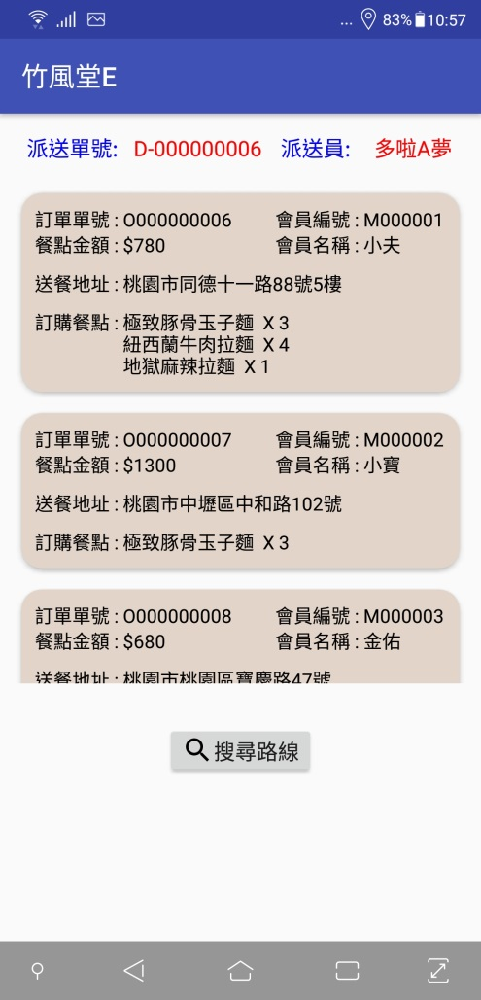 ... 83% 10:57
竹風堂E
派送單號: D-000000006 派送員: 多啦A夢
訂單單號 : O000000006 會員編號 : M000001
餐點金額 : $780 會員名稱 : 小夫
送餐地址 : 桃園市同德十一路88號5樓
訂購餐點 : 極致豚骨玉子麵 X 3
紐西蘭牛肉拉麵 X 4
地獄麻辣拉麵 X 1
訂單單號 : O000000007 會員編號 : M000002
餐點金額 : $1300 會員名稱 : 小寶
送餐地址 : 桃園市中壢區中和路102號
訂購餐點 : 極致豚骨玉子麵 X 3
訂單單號 : O000000008 會員編號 : M000003
餐點金額 : $680 會員名稱 : 金佑
送餐地址 : 桃園市桃園區寶慶路47號
搜尋路線